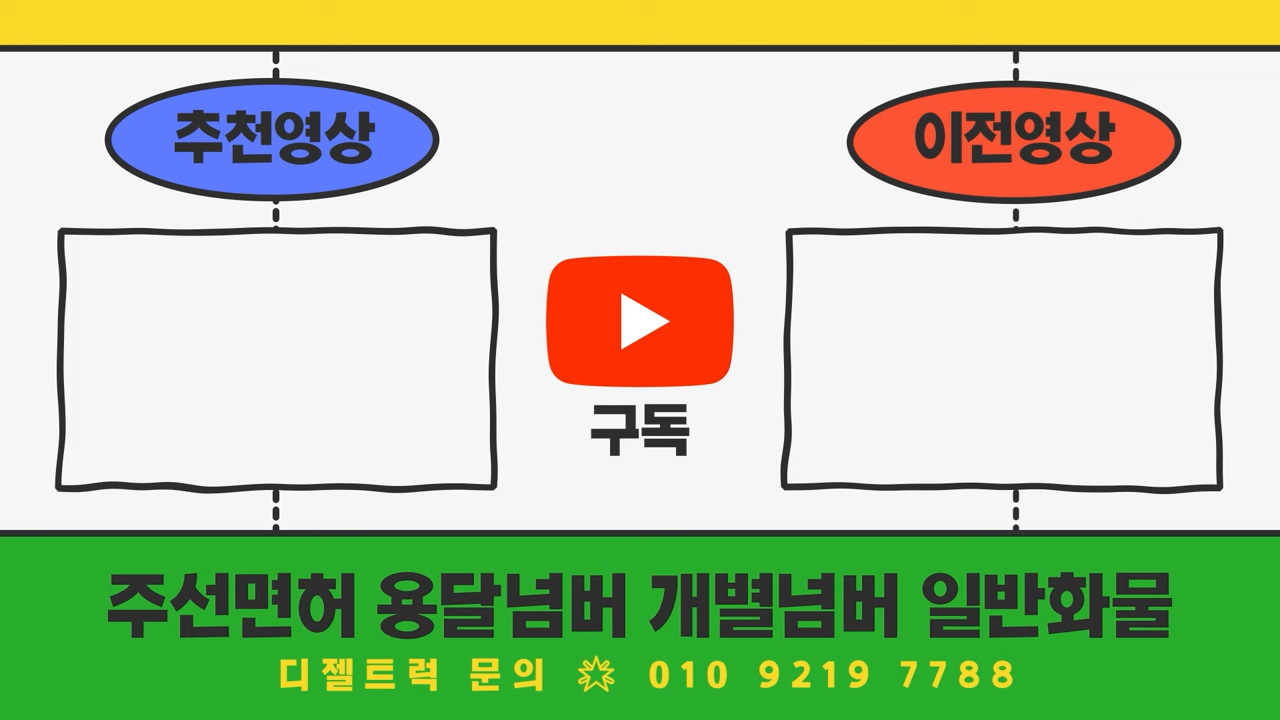 추천영상
이전영상
구독
주선면허 용달넘버 개별넘버 일반화물
디젤트럭 문의 010 9219 7788